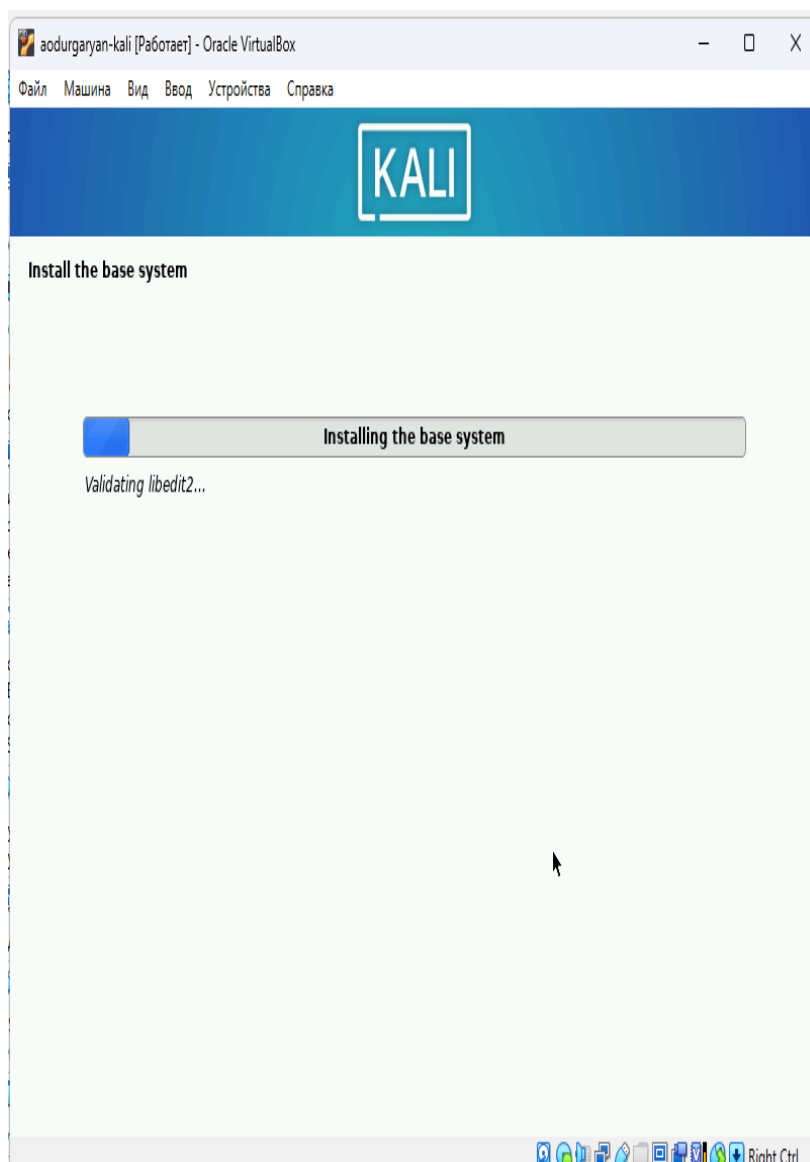 aodurgaryan-kali [Работает] - Oracle VirtualBox
Файл Машина Вид Ввод Устройства Справка
KALI
Install the base system
Installing the base system
Validating libedit2...
Right Ctrl